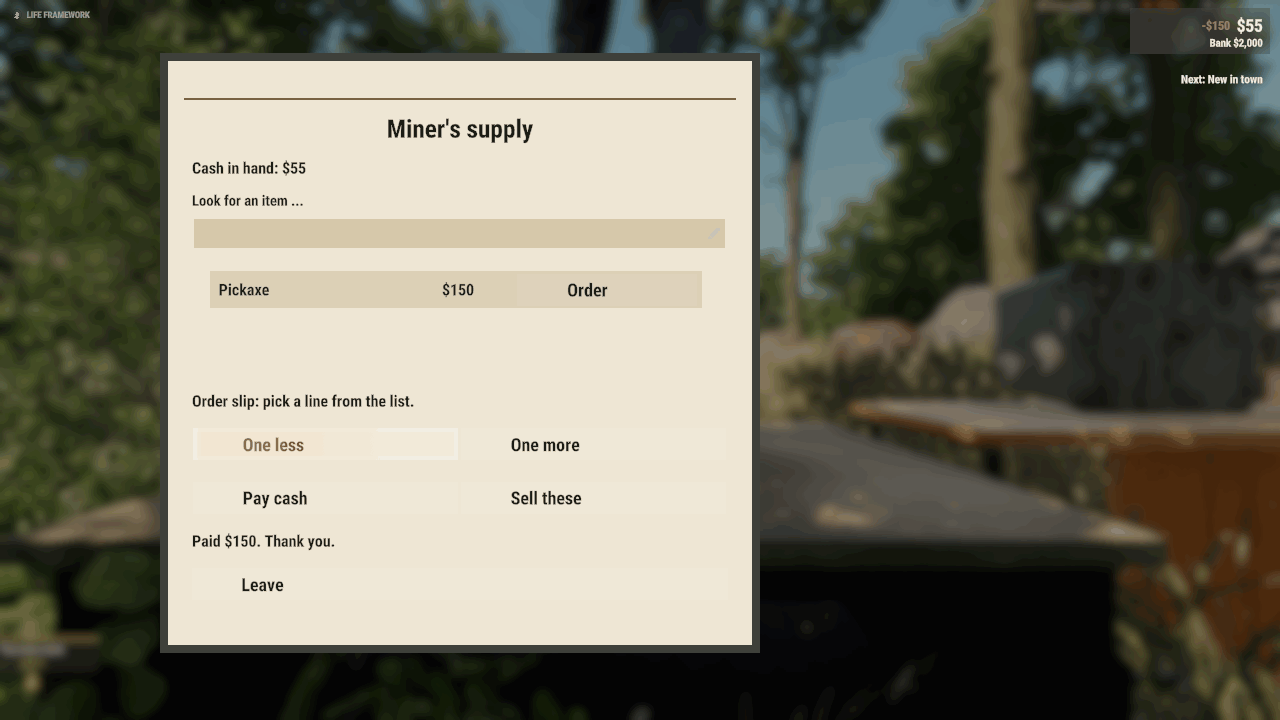 LIFE FRAMEWORK
-$150 $55
Bank $2,000
Next: New in town
Miner's supply
Cash in hand: $55
Look for an item ...
Pickaxe $150 Order
Order slip: pick a line from the list.
One less One more
Pay cash Sell these
Paid $150. Thank you.
Leave